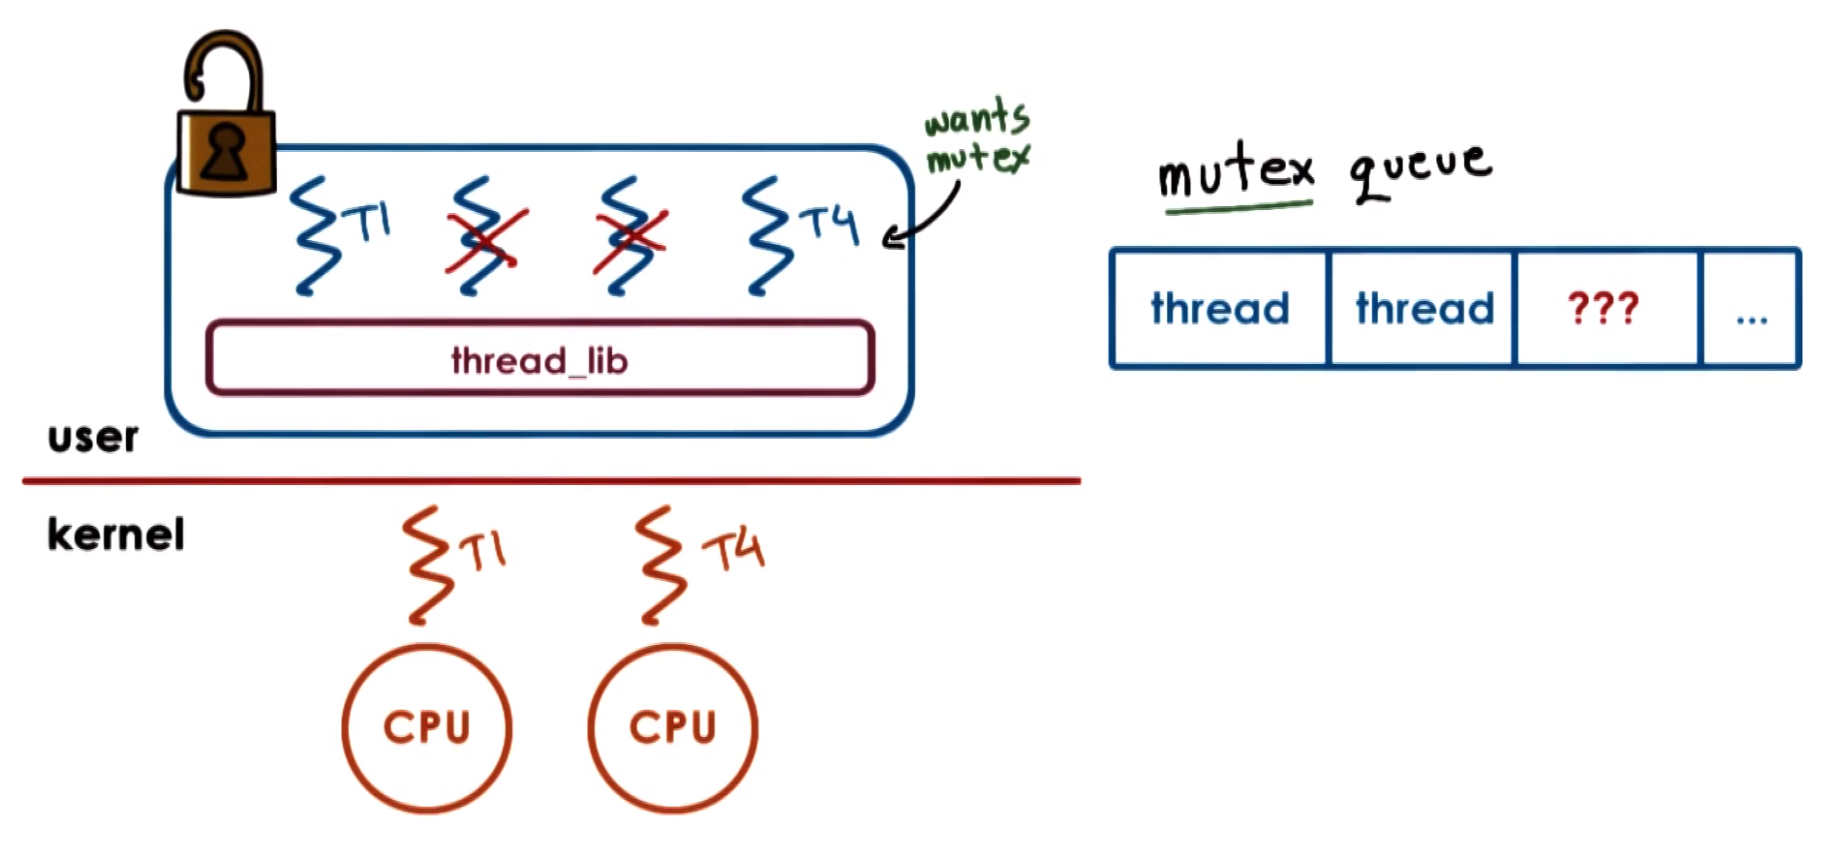 wants
mutex
mutex queue
T1
T4
thread
thread
???
...
thread_lib
user
kernel
T1
T4
CPU
CPU